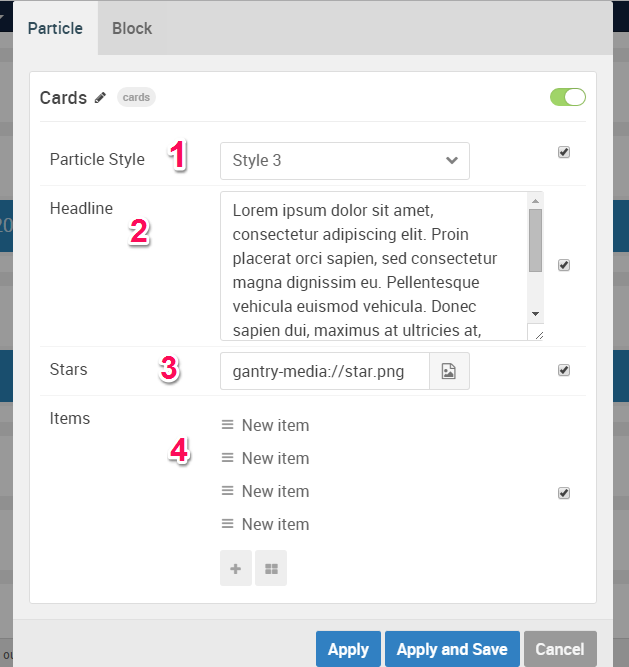 Particle
Block
Cards cards
Particle Style 1 Style 3
Headline
2
Lorem ipsum dolor sit amet,
consectetur adipiscing elit. Proin
placerat orci sapien, sed consectetur
magna dignissim eu. Pellentesque
vehicula euismod vehicula. Donec
sapien dui, maximus at ultricies at,
Stars 3 gantry-media://star.png
Items
4
New item
New item
New item
New item
Apply
Apply and Save
Cancel